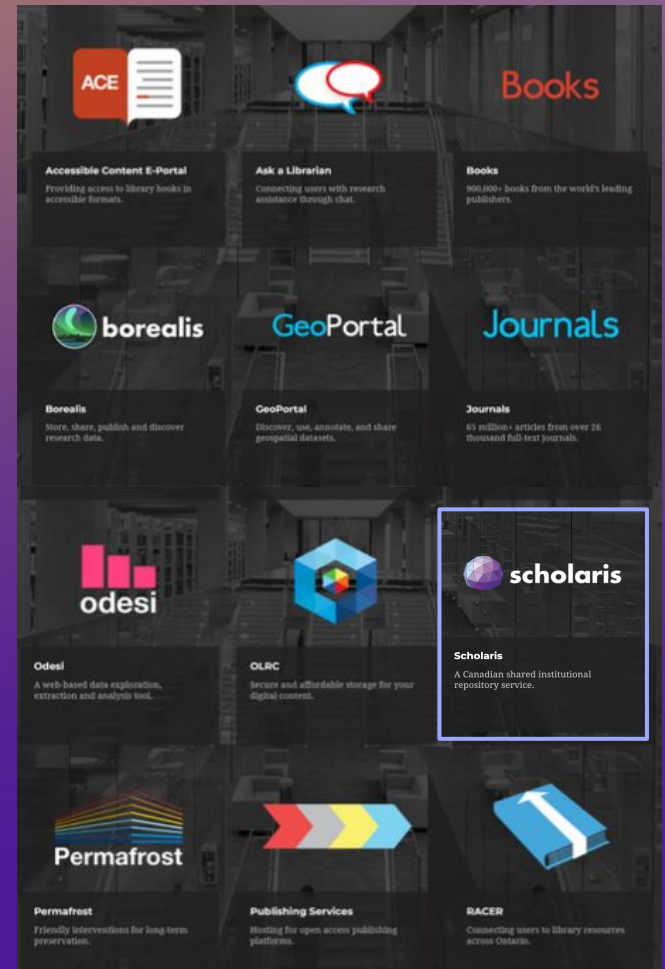 ACE
Books
Accessible Content E-Portal
Providing access to library books in
accessible formats.
Ask a Librarian
Connecting users with research
assistance through chat.
Books
900,000+ books from the world's leading
publishers.
borealis
GeoPortal
Journals
Borealis
Store, share, publish and discover
research data.
GeoPortal
Discover, use, annotate, and share
geospatial datasets.
Journals
65 million+ articles from over 26
thousand full-text journals.
odesi
scholaris
Odesi
A web-based data exploration,
extraction and analysis tool.
OLRC
Secure and affordable storage for your
digital content.
Scholaris
A Canadian shared institutional
repository service.
Permafrost
Permafrost
Friendly interventions for long-term
preservation.
Publishing Services
Hosting for open access publishing
platforms.
RACER
Connecting users to library resources
across Ontario.